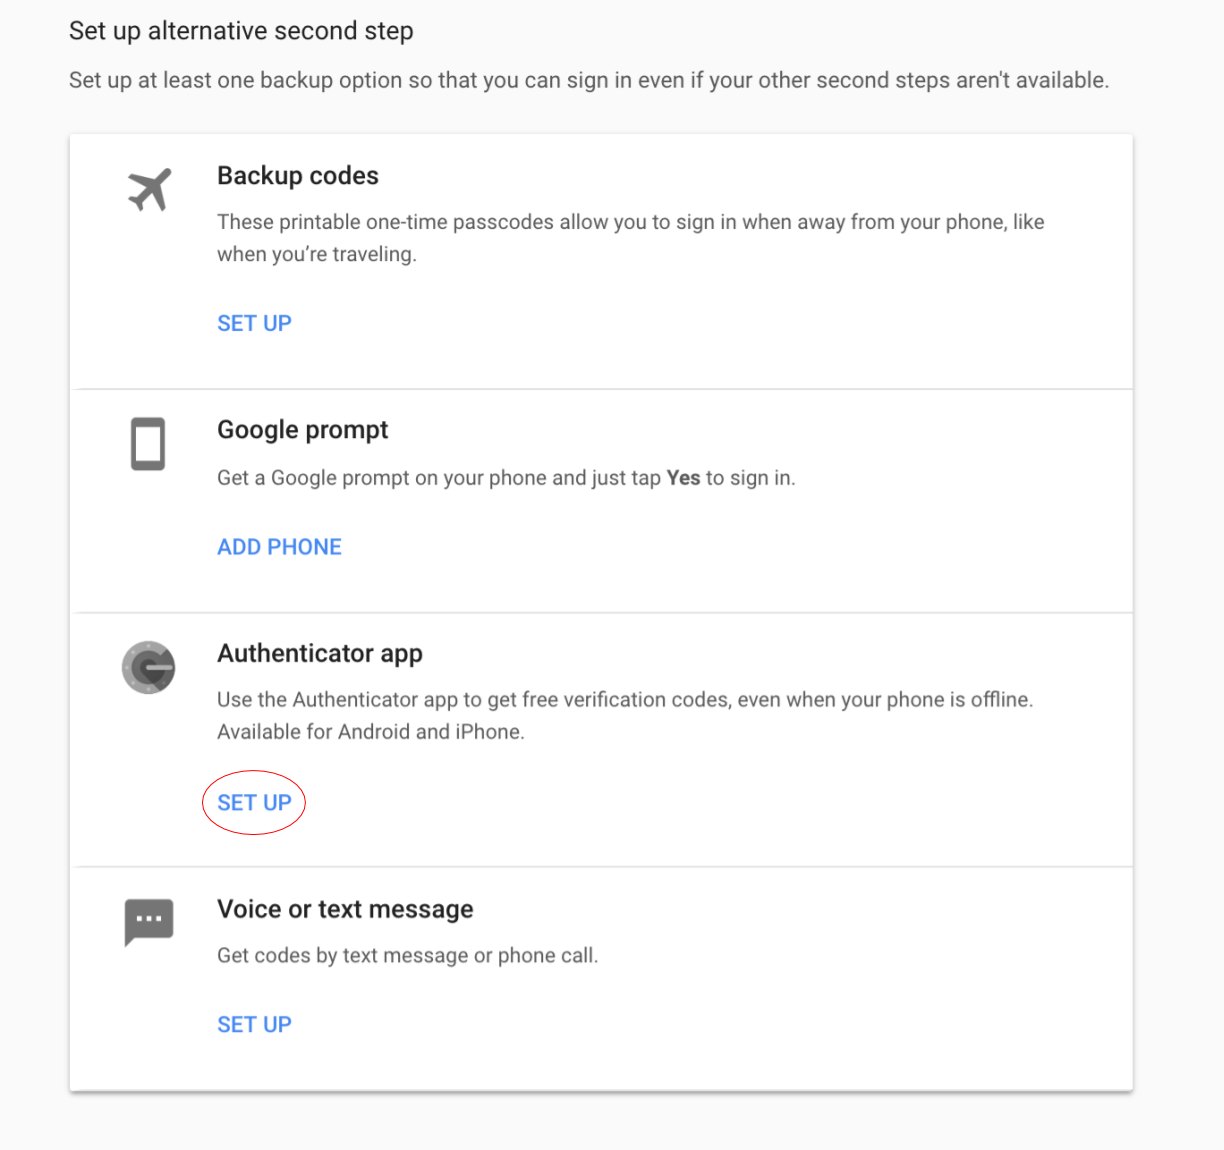 Set up alternative second step
Set up at least one backup option so that you can sign in even if your other second steps aren't available.
Backup codes
These printable one-time passcodes allow you to sign in when away from your phone, like
when you’re traveling.
SET UP
Google prompt
Get a Google prompt on your phone and just tap Yes to sign in.
ADD PHONE
Authenticator app
Use the Authenticator app to get free verification codes, even when your phone is offline.
Available for Android and iPhone.
SET UP
Voice or text message
Get codes by text message or phone call.
SET UP